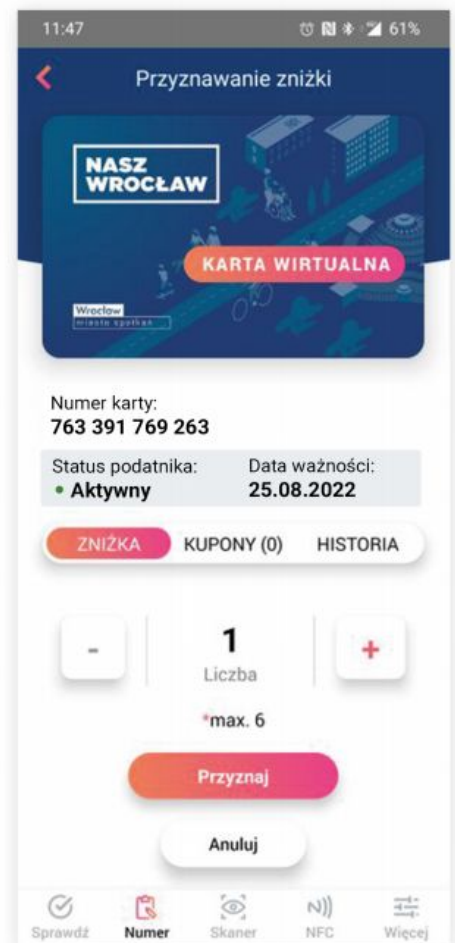 11:47 61%
Przyznawanie zniżki
NASZ
WROCŁAW
KARTA WIRTUALNA
Wrocław
miasto spotkań
Numer karty:
763 391 769 263
Status podatnika: Data ważności:
• Aktywny 25.08.2022
ZNIŻKA KUPONY (0) HISTORIA
- 1 +
Liczba
*max. 6
Przyznaj
Anuluj
Sprawdź Numer Skaner NFC Więcej